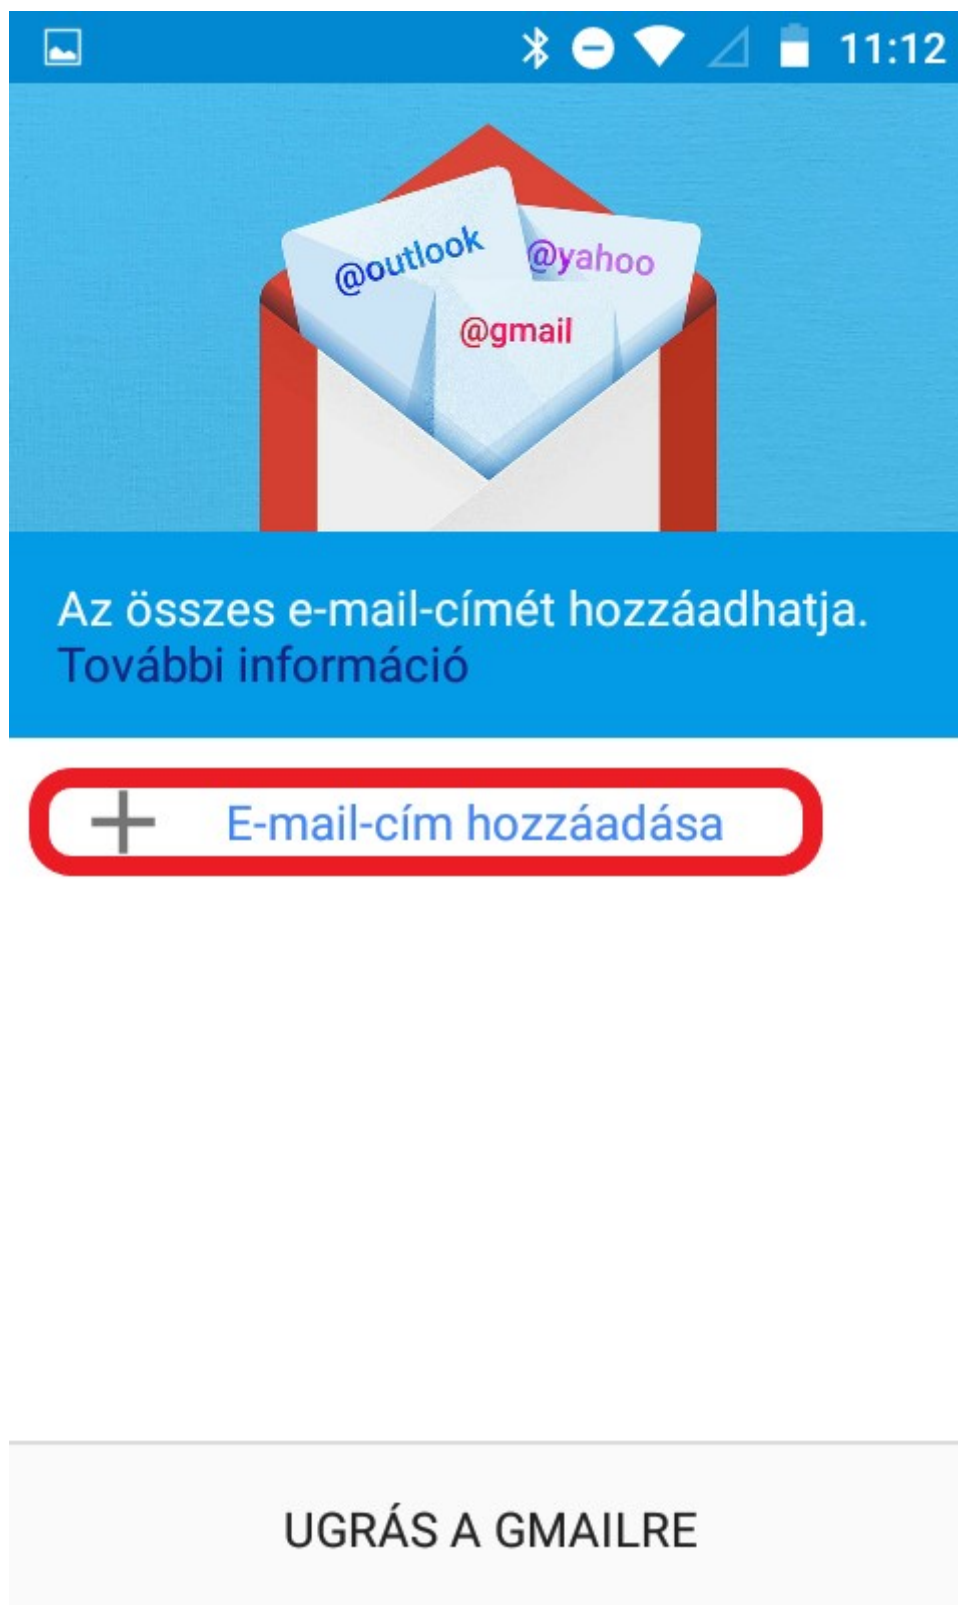 11:12
@outlook
@yahoo
@gmail
Az összes e-mail-címét hozzáadhatja.
További információ
E-mail-cím hozzáadása
UGRÁS A GMAILRE